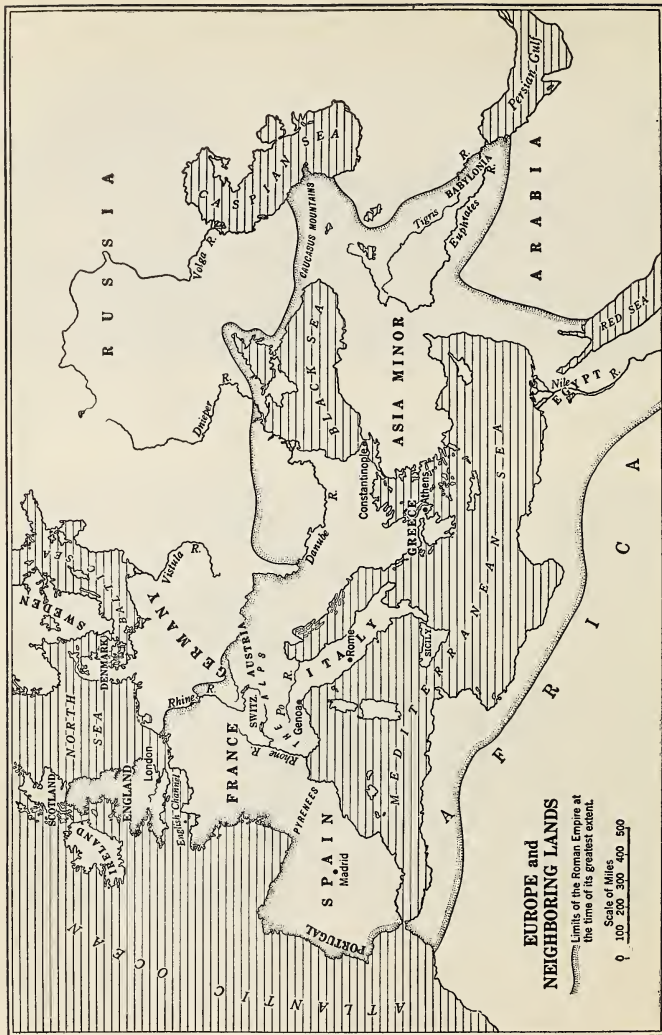 RUSSIA
CASPIAN SEA
Volga R.
CAUCASUS MOUNTAINS
Persian Gulf
Tigris R.
BABYLONIA
Euphrates R.
ARABIA
RED SEA
Dnieper R.
BLACK SEA
ASIA MINOR
Constantinople
GREECE
Athens
Nile R.
EGYPT
SWEDEN
BALTIC SEA
Vistula R.
DENMARK
GERMANY
Danube R.
AUSTRIA
SWITZ.
THE ALPS
Po R.
ITALY
Rome
Genoa
SICILY
MEDITERRANEAN SEA
NORTH SEA
SCOTLAND
ENGLAND
London
IRELAND
English Channel
Rhine R.
FRANCE
Rhone R.
PYRENEES
SPAIN
Madrid
PORTUGAL
ATLANTIC OCEAN
AFRICA
EUROPE and
NEIGHBORING LANDS
Limits of the Roman Empire at
the time of its greatest extent.
Scale of Miles
0 100 200 300 400 500